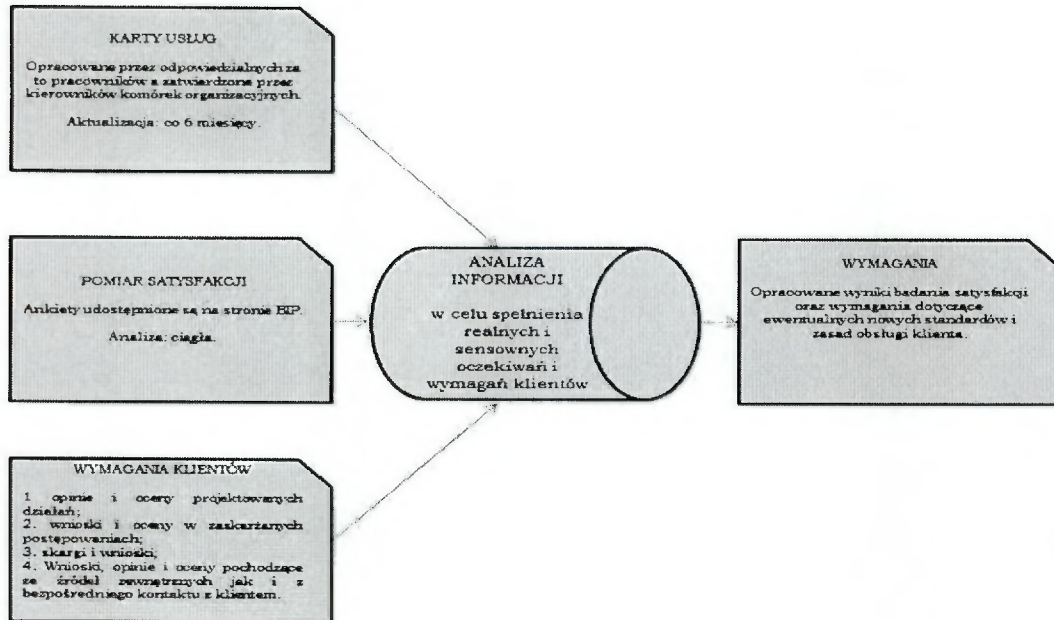 KARTY USŁUG
Opracowane przez odpowiedzialnych za
to pracowników a zatwierdzone przez
kierowników komórek organizacyjnych.
Aktualizacja: co 6 miesięcy.
POMIAR SATYSFAKCJI
Ankiety udostępnione są na stronie BIP.
Analiza: ciągła.
WYMAGANIA KLIENTÓW
1 opinie i oceny projektowanych
działań;
2. wnioski i oceny w zaskarżanych
postępowaniach;
3. skargi i wnioski;
4. Wnioski, opinie i oceny pochodzące
ze źródeł zewnętrznych jak i z
bezpośredniego kontaktu z klientem.
ANALIZA
INFORMACJI
w celu spełnienia
realnych i
sensownych
oczekiwań i
wymagań klientów
WYMAGANIA
Opracowane wyniki badania satysfakcji
oraz wymagania dotyczące
ewentualnych nowych standardów i
zasad obsługi klienta.